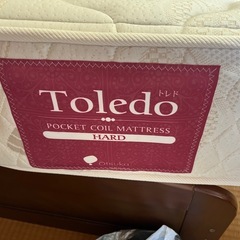 トレド
Toledo
POCKET COIL MATTRESS
HARD